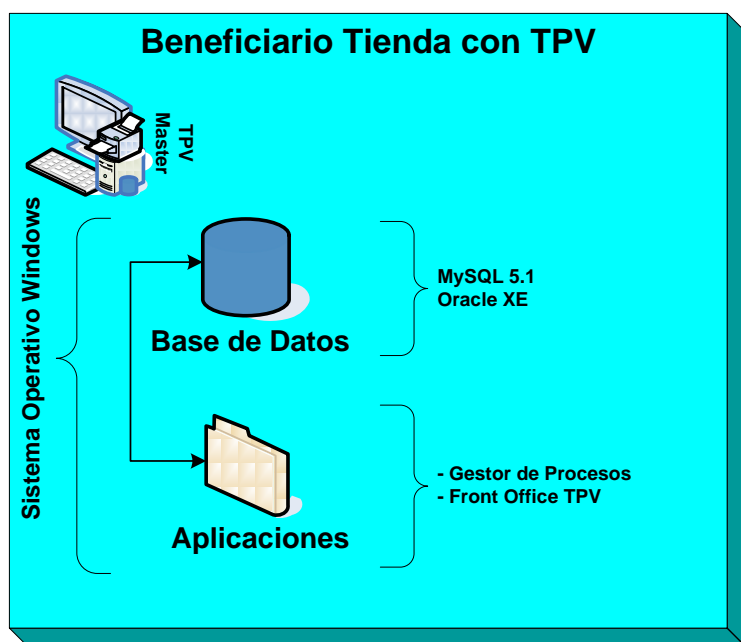 Beneficiario Tienda con TPV
TPV
Master
Sistema Operativo Windows
MySQL 5.1
Oracle XE
Base de Datos
- Gestor de Procesos
- Front Office TPV
Aplicaciones